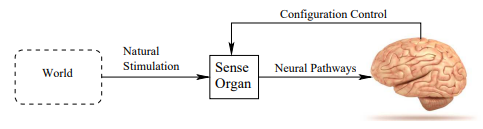 Configuration Control
World
Natural
Stimulation
Sense
Organ
Neural Pathways